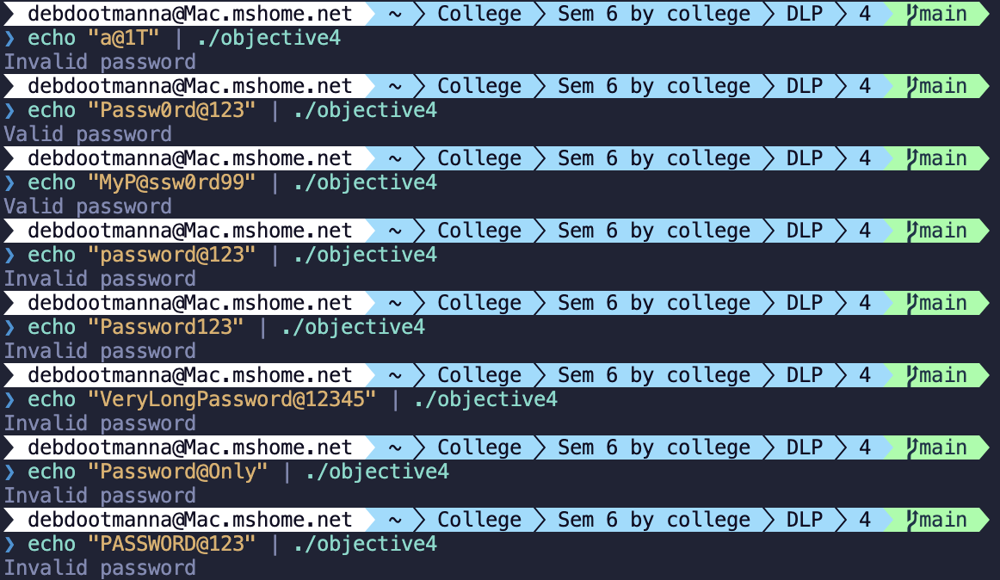 debdootmanna@Mac.mshome.net ~ College Sem 6 by college DLP 4 main
❯ echo "a@1T" | ./objective4
Invalid password
debdootmanna@Mac.mshome.net ~ College Sem 6 by college DLP 4 main
❯ echo "Passw0rd@123" | ./objective4
Valid password
debdootmanna@Mac.mshome.net ~ College Sem 6 by college DLP 4 main
❯ echo "MyP@ssw0rd99" | ./objective4
Valid password
debdootmanna@Mac.mshome.net ~ College Sem 6 by college DLP 4 main
❯ echo "password@123" | ./objective4
Invalid password
debdootmanna@Mac.mshome.net ~ College Sem 6 by college DLP 4 main
❯ echo "Password123" | ./objective4
Invalid password
debdootmanna@Mac.mshome.net ~ College Sem 6 by college DLP 4 main
❯ echo "VeryLongPassword@12345" | ./objective4
Invalid password
debdootmanna@Mac.mshome.net ~ College Sem 6 by college DLP 4 main
❯ echo "Password@Only" | ./objective4
Invalid password
debdootmanna@Mac.mshome.net ~ College Sem 6 by college DLP 4 main
❯ echo "PASSWORD@123" | ./objective4
Invalid password